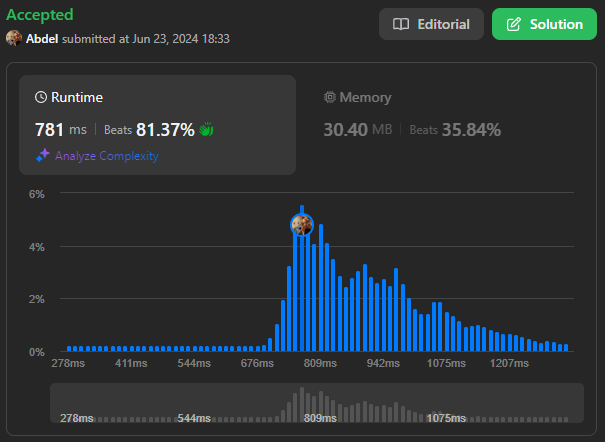 Accepted
Editorial
Solution
Abdel submitted at Jun 23, 2024 18:33
Runtime
781 ms | Beats 81.37%
Analyze Complexity
Memory
30.40 MB | Beats 35.84%
6%
4%
2%
0%
278ms 411ms 544ms 676ms 809ms 942ms 1075ms 1207ms
278ms 544ms 809ms 1075ms